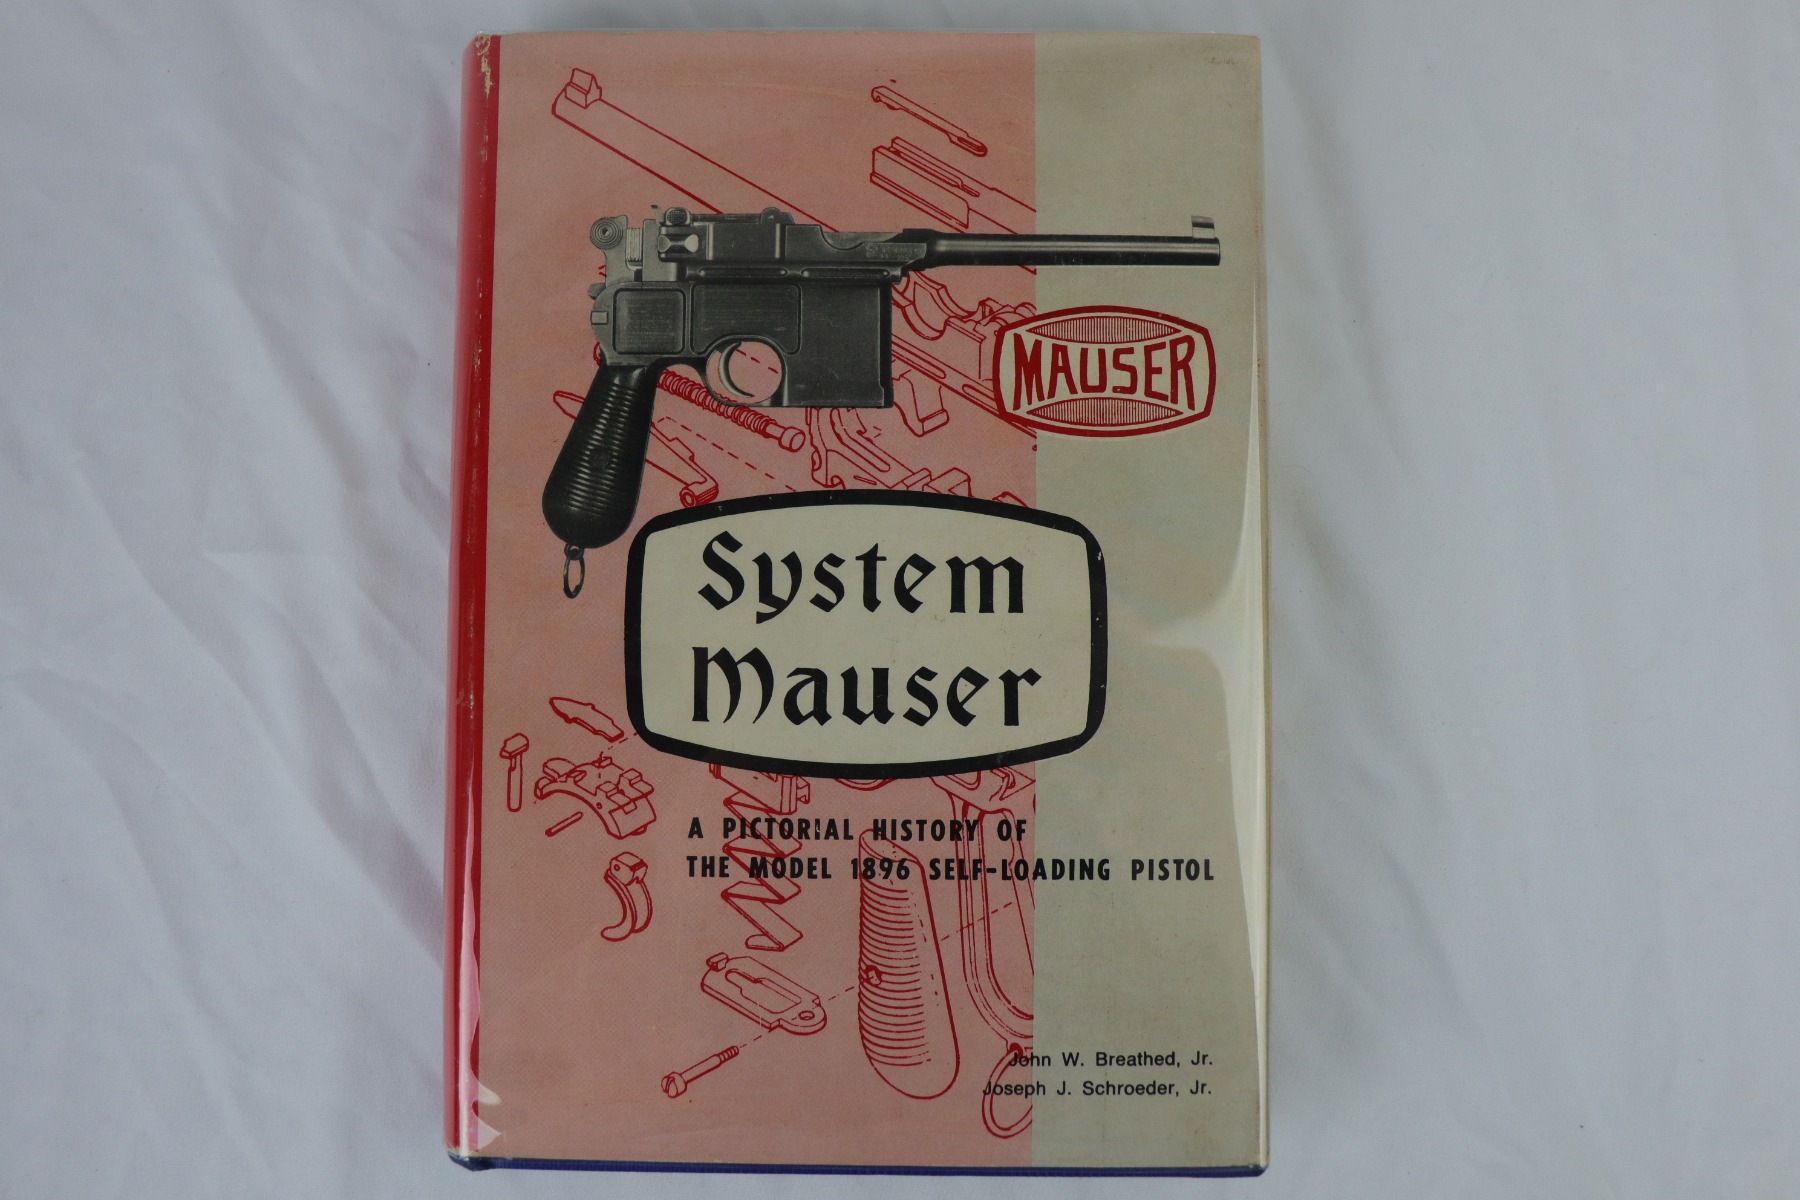 MAUSER
System
Mauser
A PICTORIAL HISTORY OF
THE MODEL 1896 SELF-LOADING PISTOL
John W. Breathed, Jr.
Joseph J. Schroeder, Jr.